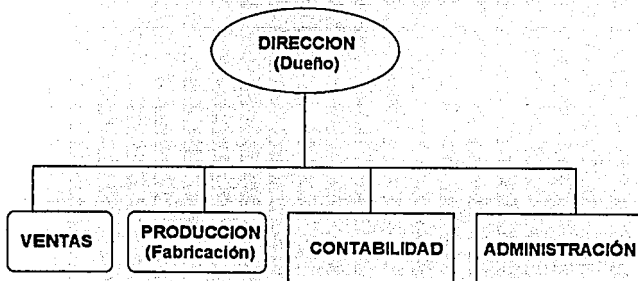 DIRECCION
(Dueño)
VENTAS
PRODUCCION
(Fabricación)
CONTABILIDAD
ADMINISTRACIÓN